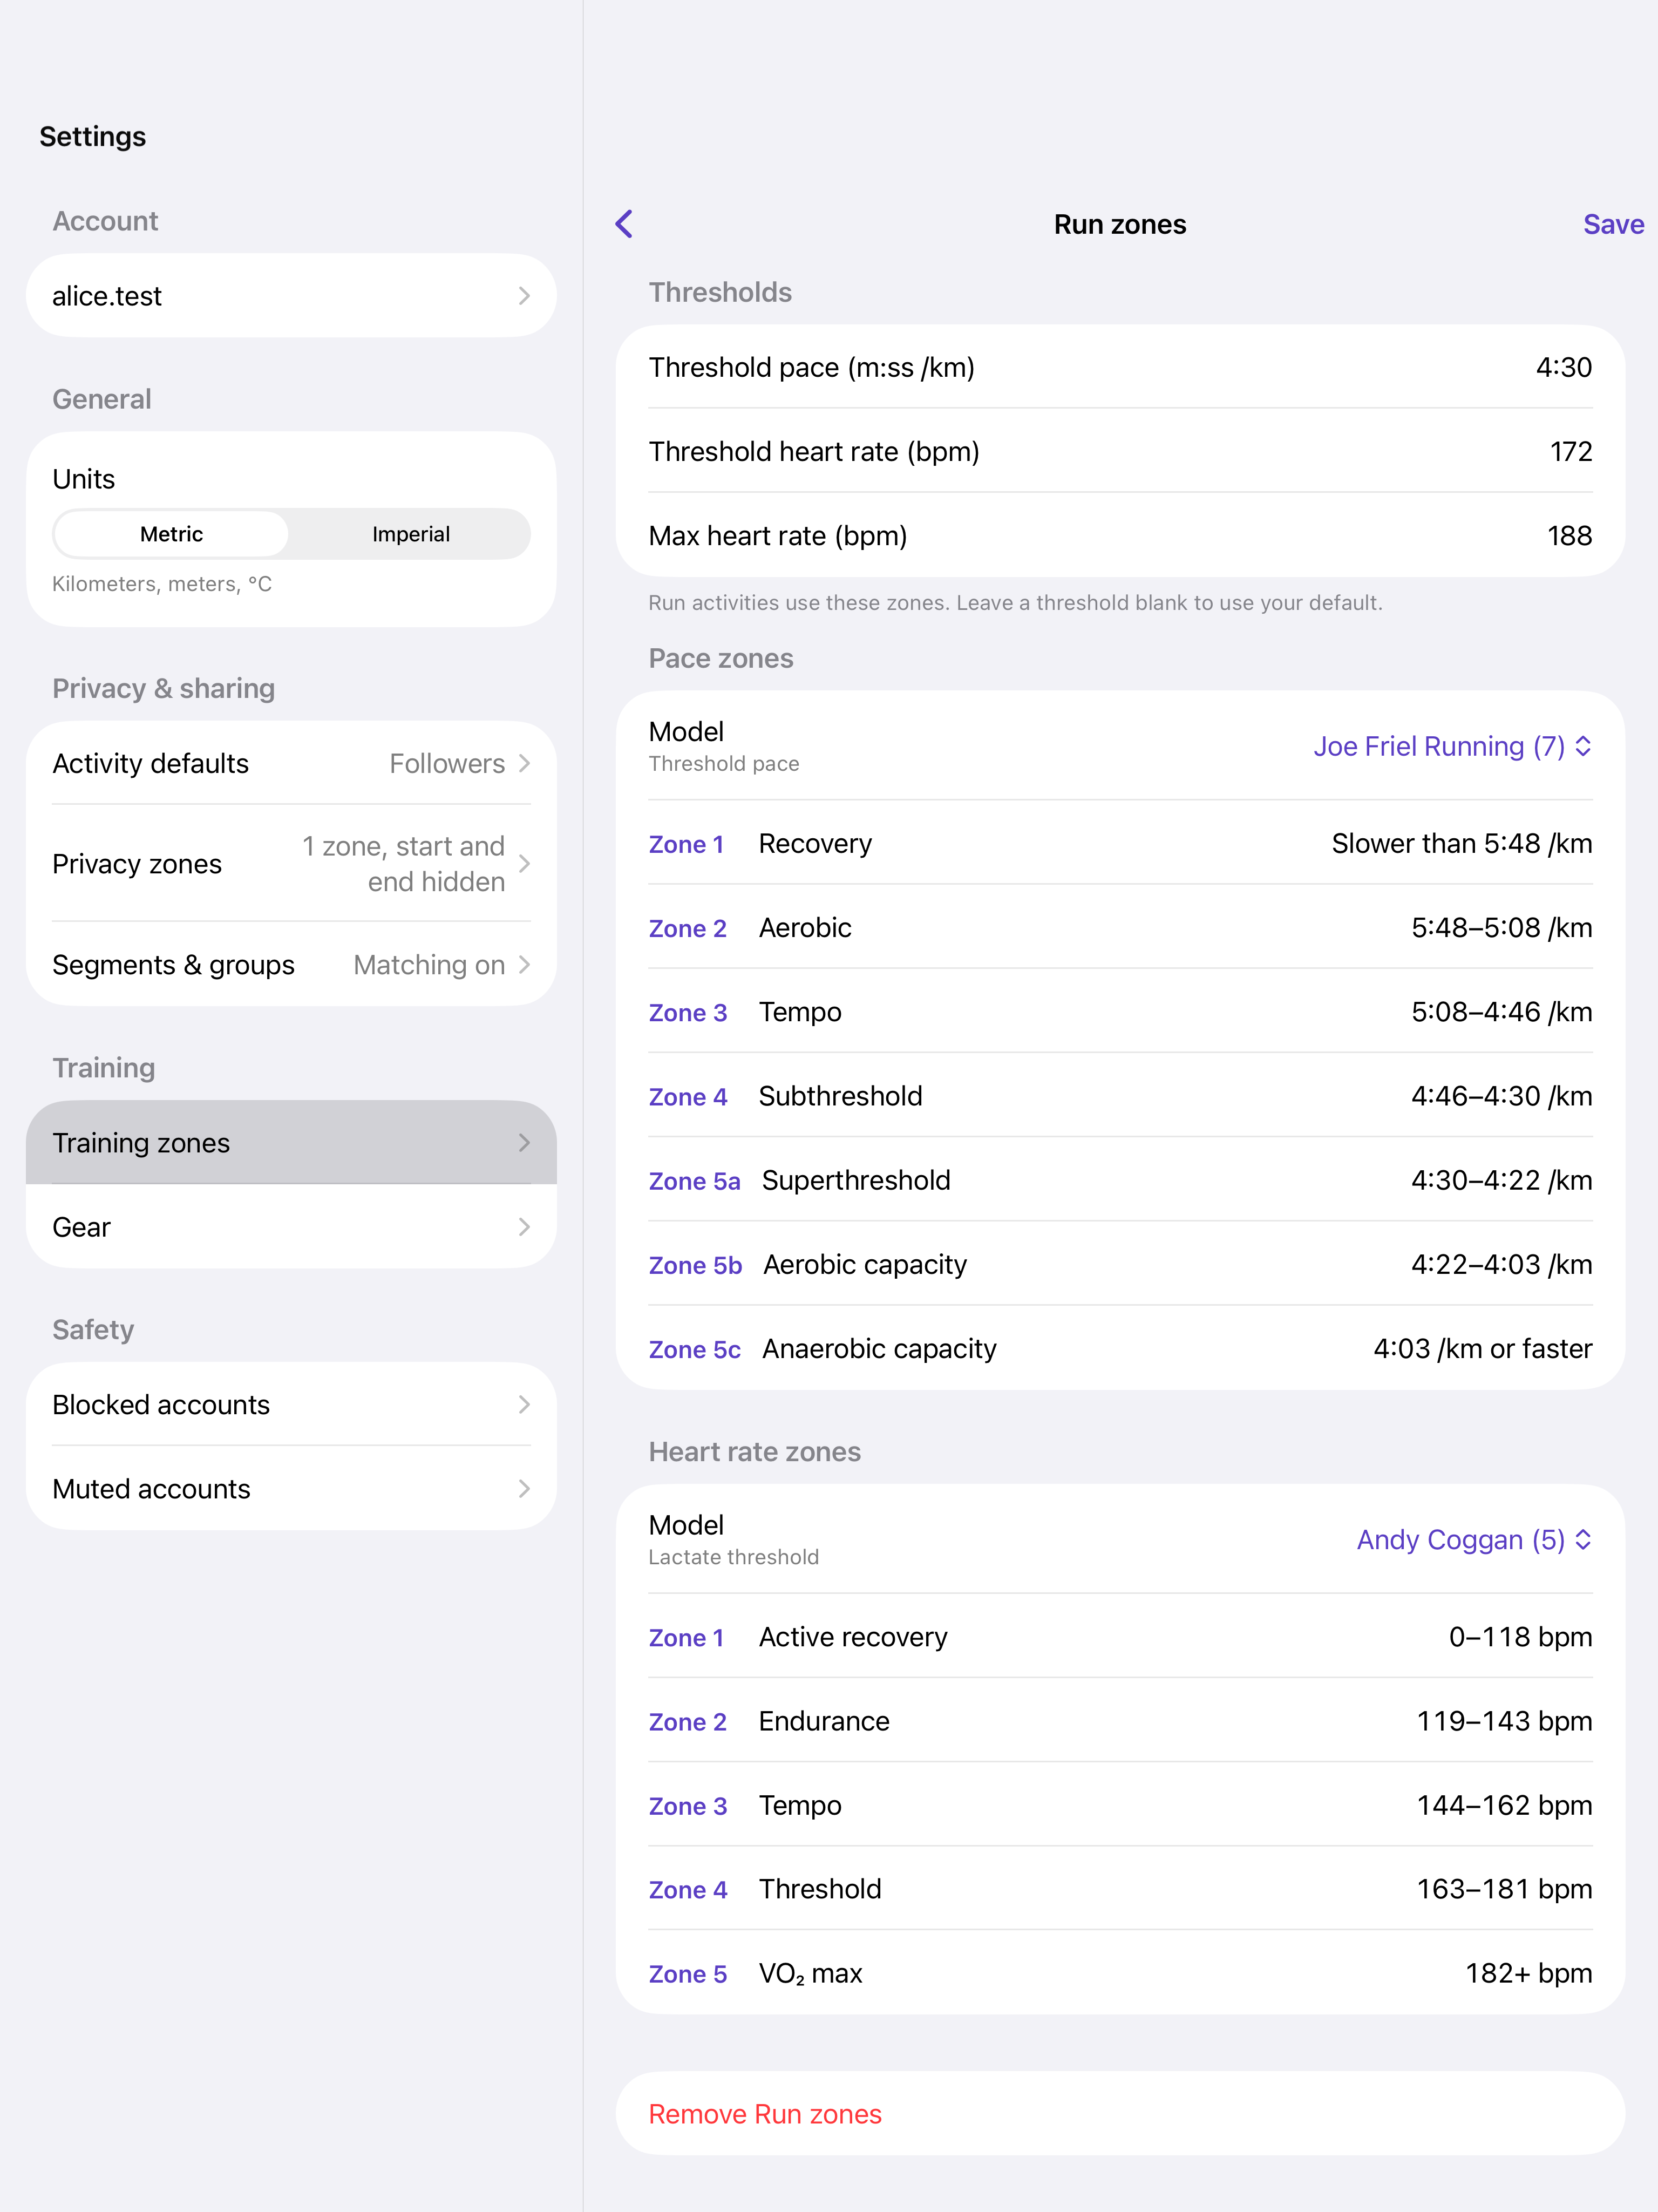 Settings
Account
alice.test
General
Units
Metric
Imperial
Kilometers, meters, °C
Privacy & sharing
Activity defaults
Followers
Privacy zones
1 zone, start and
end hidden
Segments & groups
Matching on
Training
Training zones
Gear
Safety
Blocked accounts
Muted accounts
Run zones
Save
Thresholds
Threshold pace (m:ss /km)
4:30
Threshold heart rate (bpm)
172
Max heart rate (bpm)
188
Run activities use these zones. Leave a threshold blank to use your default.
Pace zones
Model
Threshold pace
Joe Friel Running (7)
Zone 1 Recovery Slower than 5:48 /km
Zone 2 Aerobic 5:48–5:08 /km
Zone 3 Tempo 5:08–4:46 /km
Zone 4 Subthreshold 4:46–4:30 /km
Zone 5a Superthreshold 4:30–4:22 /km
Zone 5b Aerobic capacity 4:22–4:03 /km
Zone 5c Anaerobic capacity 4:03 /km or faster
Heart rate zones
Model
Lactate threshold
Andy Coggan (5)
Zone 1 Active recovery 0–118 bpm
Zone 2 Endurance 119–143 bpm
Zone 3 Tempo 144–162 bpm
Zone 4 Threshold 163–181 bpm
Zone 5 VO₂ max 182+ bpm
Remove Run zones